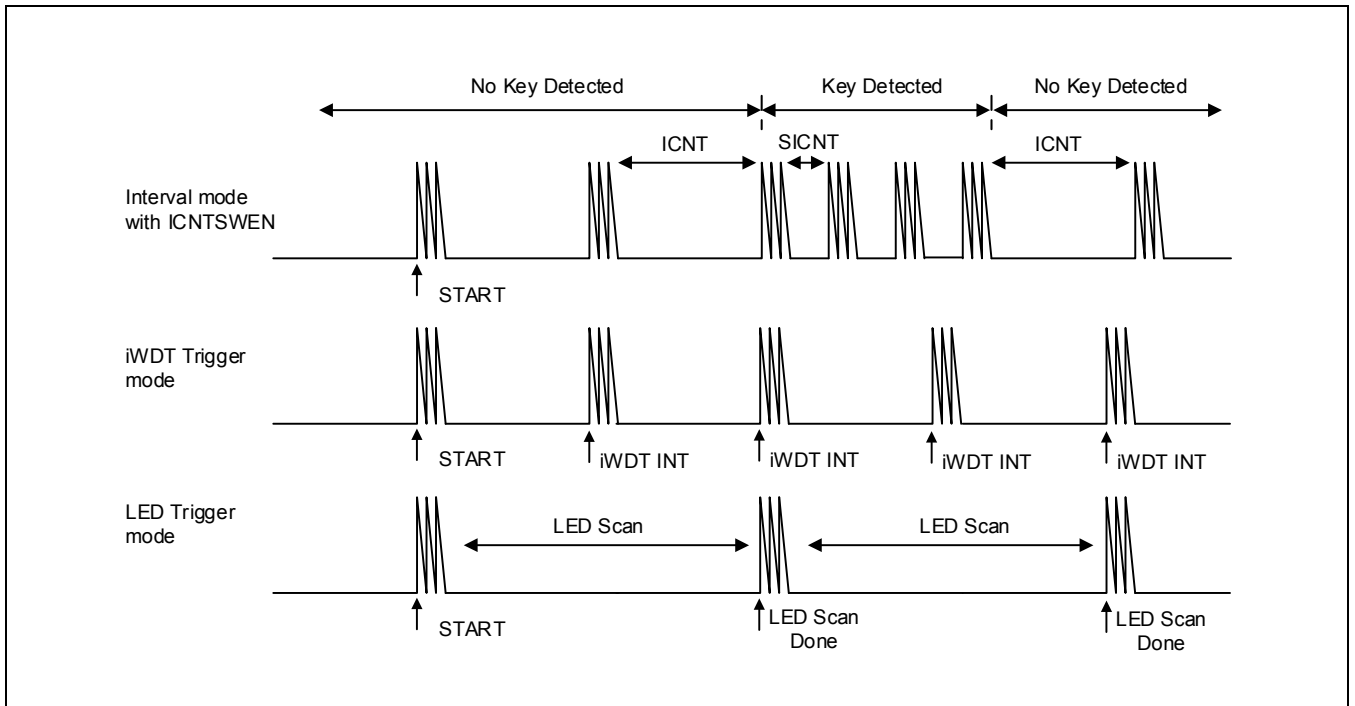 No Key Detected
Key Detected
No Key Detected
ICNT
SICNT
ICNT
Interval mode
with ICNTSWEN
START
iWDT Trigger
mode
START
iWDT INT
iWDT INT
iWDT INT
iWDT INT
LED Trigger
mode
LED Scan
LED Scan
START
LED Scan
Done
LED Scan
Done